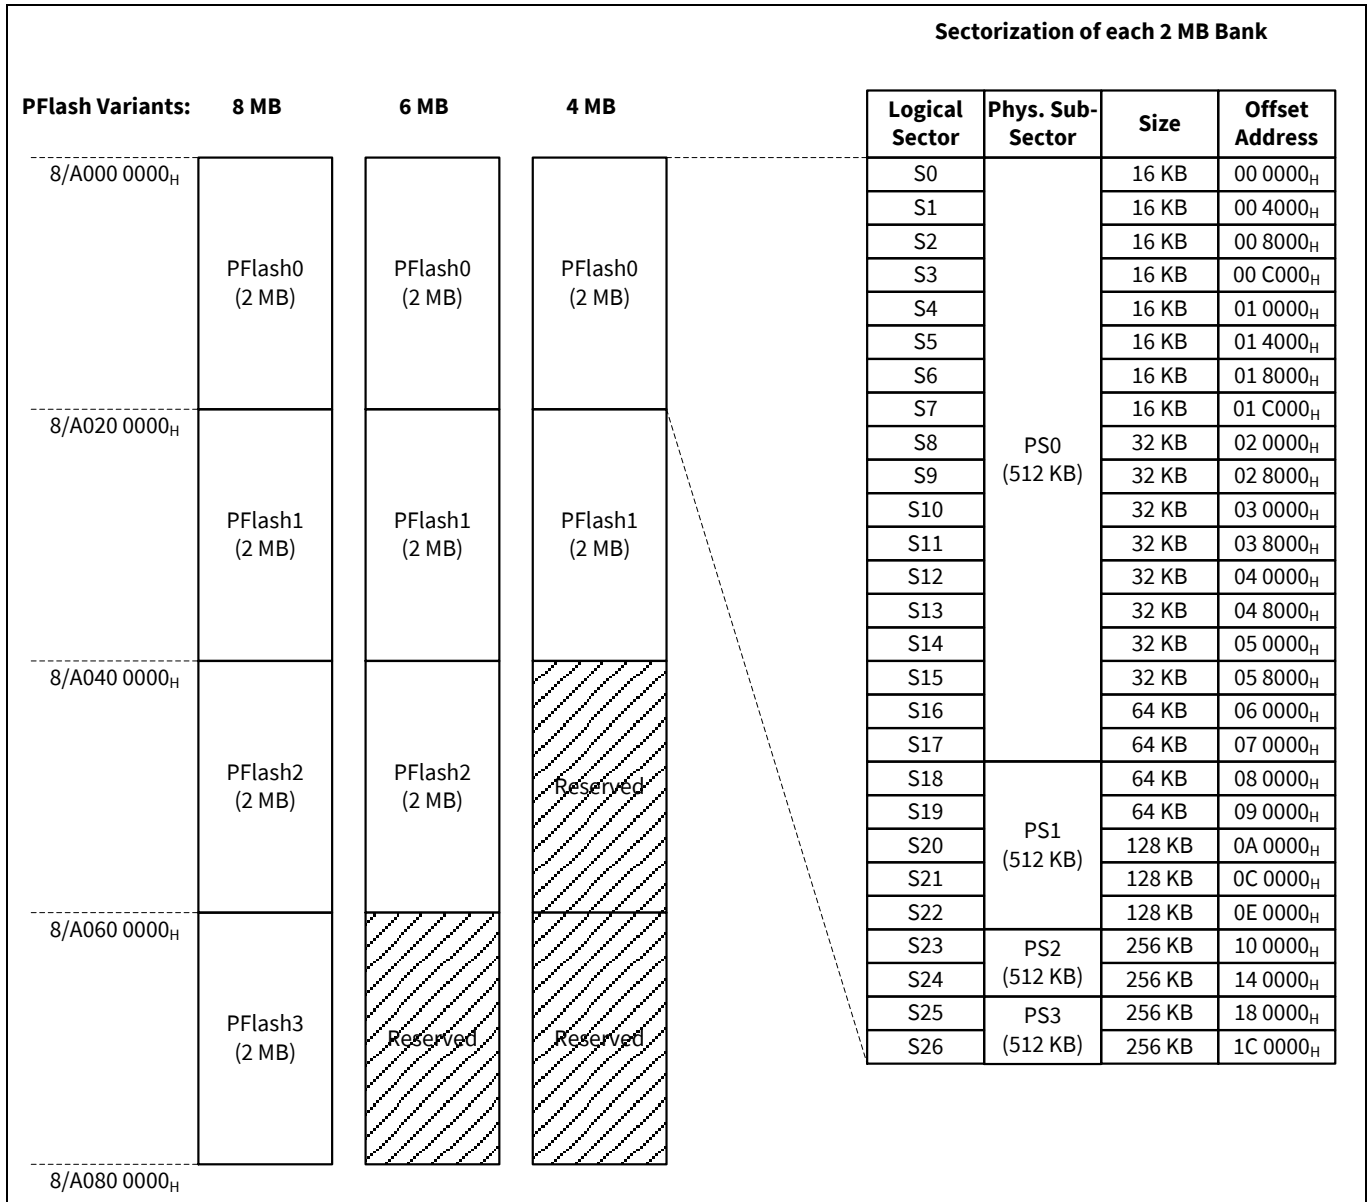 Sectorization of each 2 MB Bank
PFlash Variants: 8 MB 6 MB 4 MB
8/A000 0000H
PFlash0 PFlash0 PFlash0
(2 MB) (2 MB) (2 MB)
8/A020 0000H
PFlash1 PFlash1 PFlash1
(2 MB) (2 MB) (2 MB)
8/A040 0000H
PFlash2 PFlash2 Reserved
(2 MB) (2 MB)
8/A060 0000H
PFlash3 Reserved Reserved
(2 MB)
8/A080 0000H
Logical Phys. Sub- Size Offset
Sector Sector Address
S0 16 KB 00 0000H
S1 16 KB 00 4000H
S2 16 KB 00 8000H
S3 16 KB 00 C000H
S4 16 KB 01 0000H
S5 16 KB 01 4000H
S6 16 KB 01 8000H
S7 16 KB 01 C000H
S8 PS0 32 KB 02 0000H
S9 (512 KB) 32 KB 02 8000H
S10 32 KB 03 0000H
S11 32 KB 03 8000H
S12 32 KB 04 0000H
S13 32 KB 04 8000H
S14 32 KB 05 0000H
S15 32 KB 05 8000H
S16 64 KB 06 0000H
S17 64 KB 07 0000H
S18 64 KB 08 0000H
S19 PS1 64 KB 09 0000H
S20 (512 KB) 128 KB 0A 0000H
S21 128 KB 0C 0000H
S22 128 KB 0E 0000H
S23 PS2 256 KB 10 0000H
S24 (512 KB) 256 KB 14 0000H
S25 PS3 256 KB 18 0000H
S26 (512 KB) 256 KB 1C 0000H